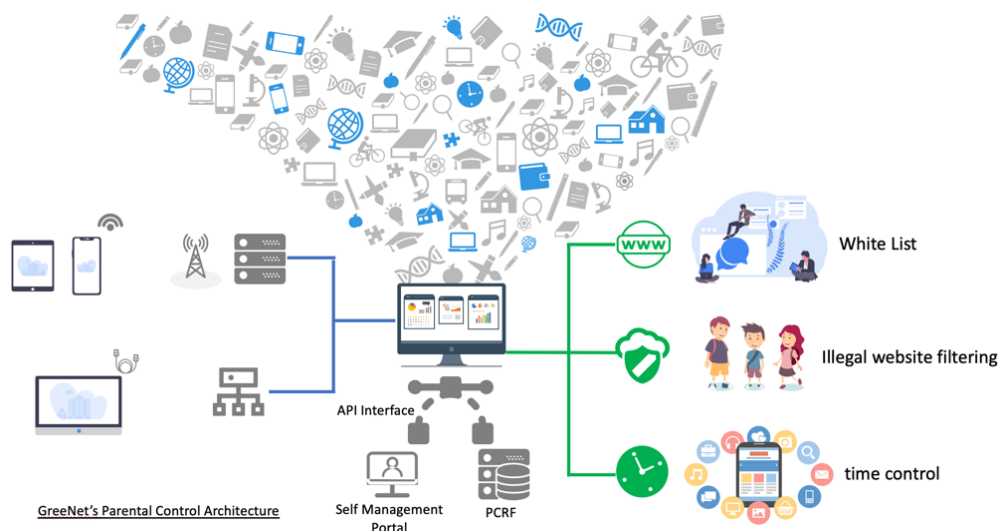 WWW
White List
Illegal website filtering
API Interface
time control
GreeNet's Parental Control Architecture
Self Management
Portal
PCRF